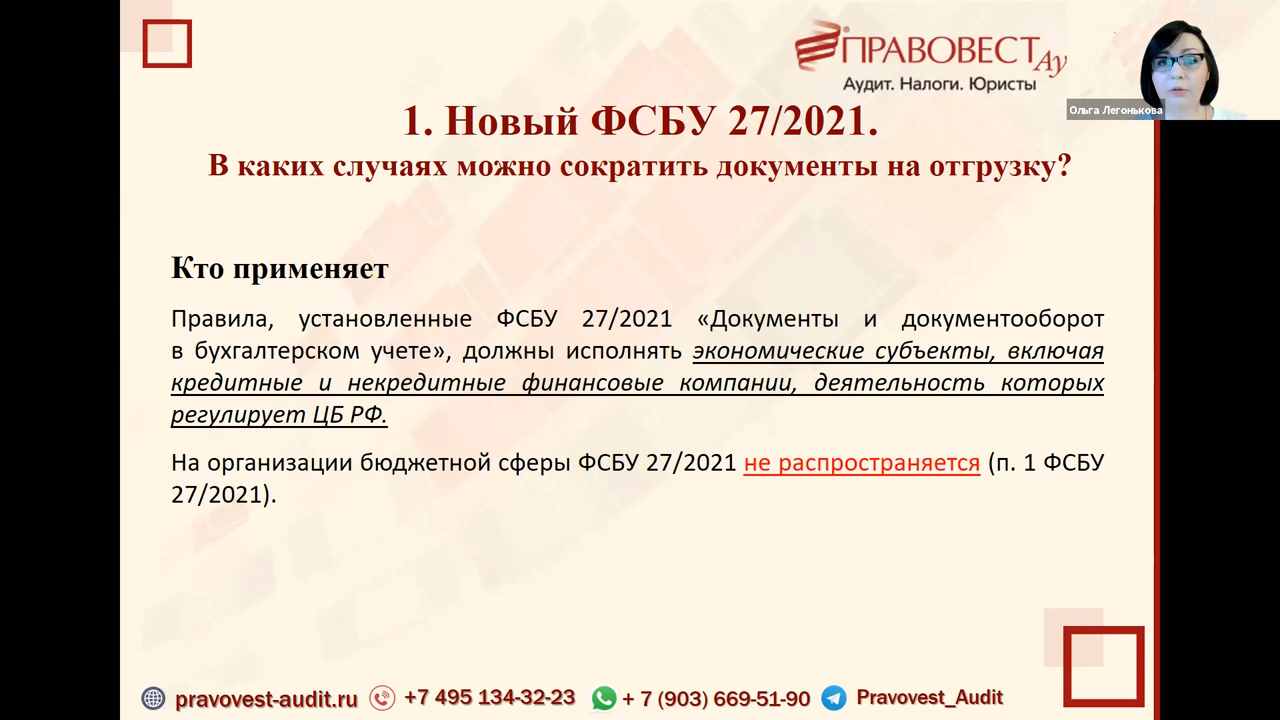 ПРАВОВЕСТ Ау
Аудит. Налоги. Юристы
Ольга Легонькова
1. Новый ФСБУ 27/2021.
В каких случаях можно сократить документы на отгрузку?
Кто применяет
Правила, установленные ФСБУ 27/2021 «Документы и документооборот
в бухгалтерском учете», должны исполнять экономические субъекты, включая
кредитные и некредитные финансовые компании, деятельность которых
регулирует ЦБ РФ.
На организации бюджетной сферы ФСБУ 27/2021 не распространяется (п. 1 ФСБУ
27/2021).
pravovest-audit.ru +7 495 134-32-23 + 7 (903) 669-51-90 Pravovest_Audit